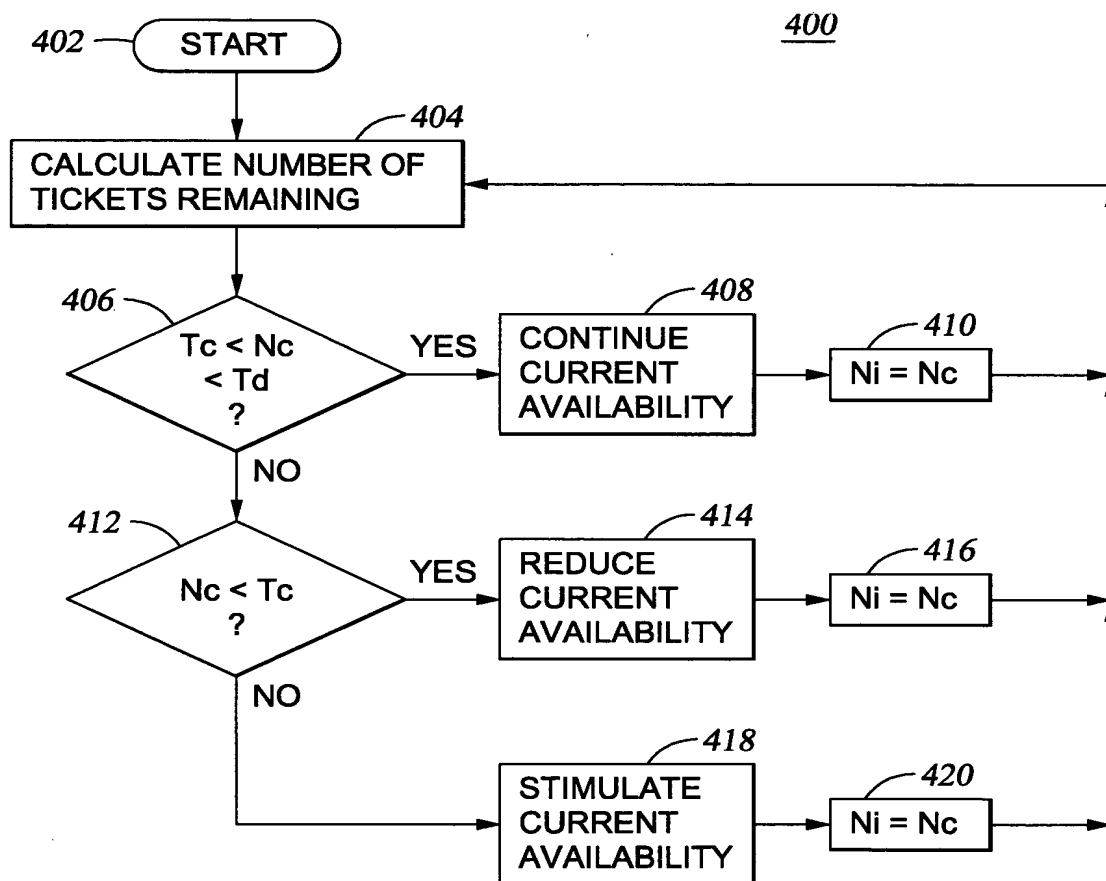 402
START
400
404
CALCULATE NUMBER OF
TICKETS REMAINING
406
Tc < Nc
< Td
?
YES
408
CONTINUE
CURRENT
AVAILABILITY
410
Ni = Nc
NO
412
Nc < Tc
?
YES
414
REDUCE
CURRENT
AVAILABILITY
416
Ni = Nc
NO
418
STIMULATE
CURRENT
AVAILABILITY
420
Ni = Nc